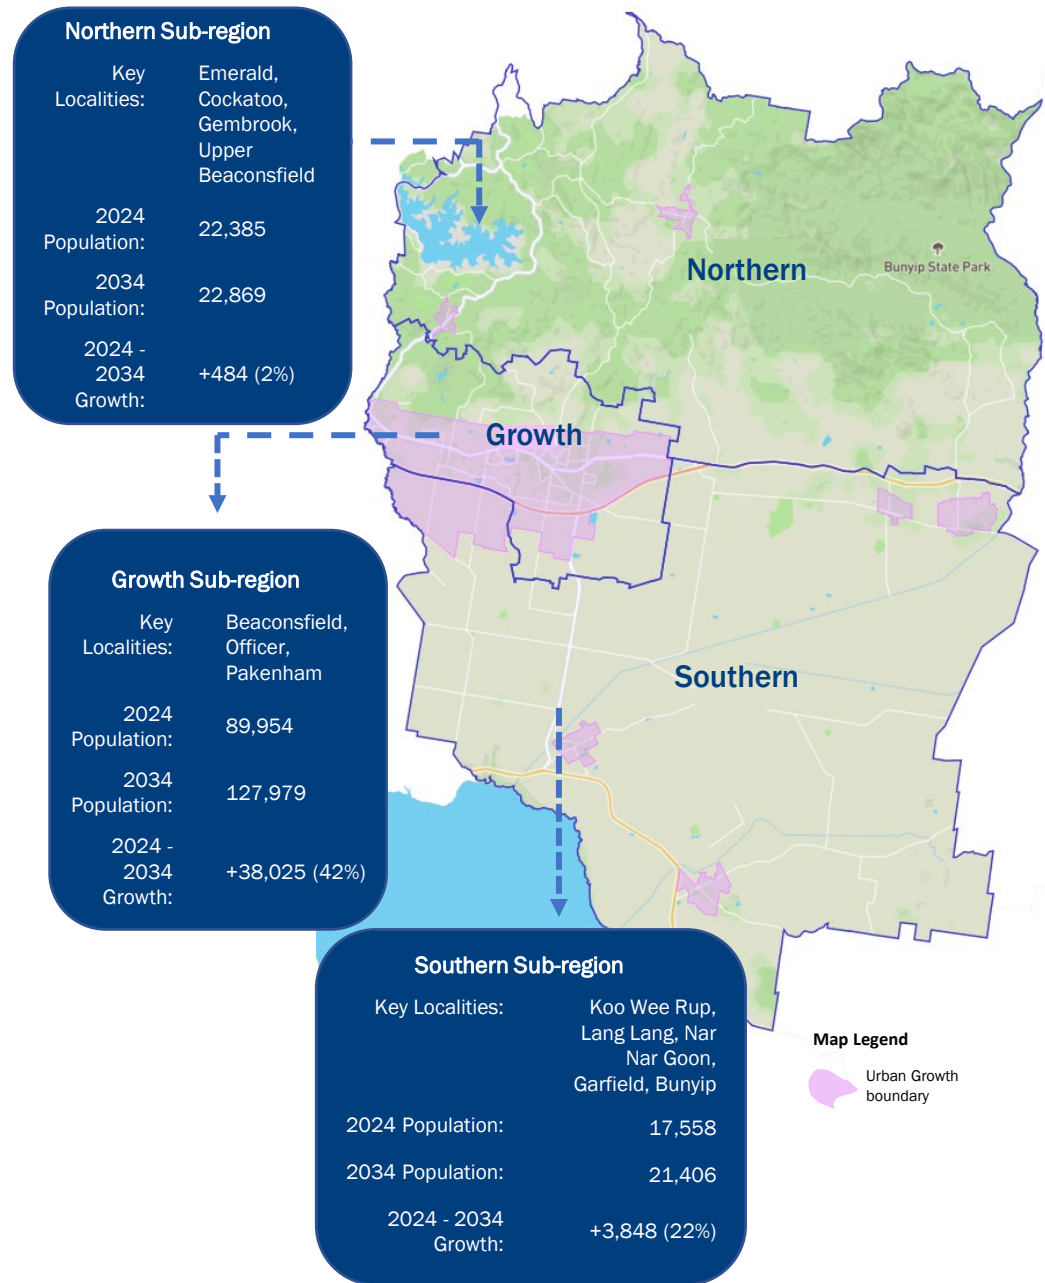 Northern Sub-region
Key
Localities:
Emerald,
Cockatoo,
Gembrook,
Upper
Beaconsfield
2024
Population:
22,385
2034
Population:
22,869
2024 -
2034
Growth:
+484 (2%)
Northern
Bunyip State Park
Growth
Southern
Growth Sub-region
Key
Localities:
Beaconsfield,
Officer,
Pakenham
2024
Population:
89,954
2034
Population:
127,979
2024 -
2034
Growth:
+38,025 (42%)
Southern Sub-region
Key Localities:
Koo Wee Rup,
Lang Lang, Nar
Nar Goon,
Garfield, Bunyip
2024 Population:
17,558
2034 Population:
21,406
2024 - 2034
Growth:
+3,848 (22%)
Map Legend
Urban Growth
boundary